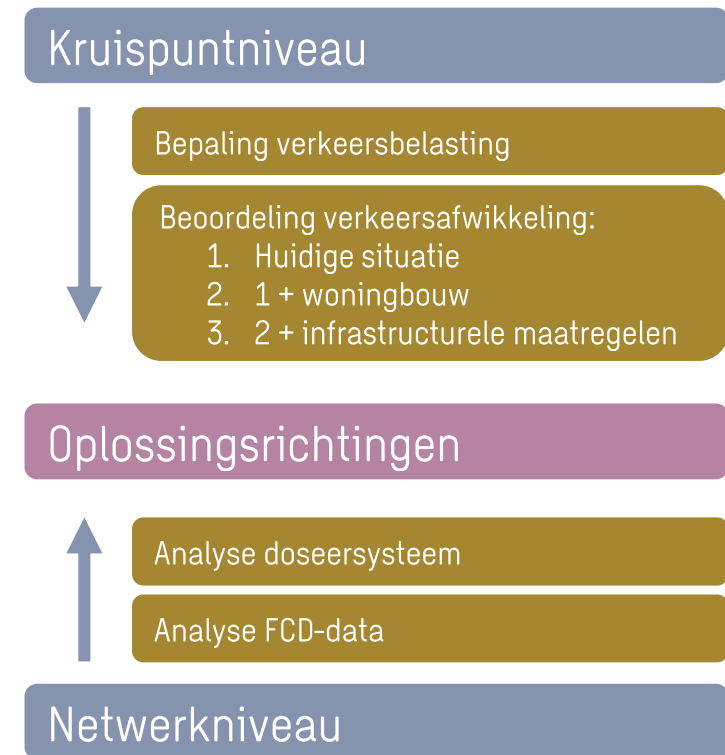 Kruispuntniveau
Bepaling verkeersbelasting
Beoordeling verkeersafwikkeling:
1. Huidige situatie
2. 1 + woningbouw
3. 2 + infrastructurele maatregelen
Oplossingsrichtingen
Analyse doseersysteem
Analyse FCD-data
Netwerkniveau